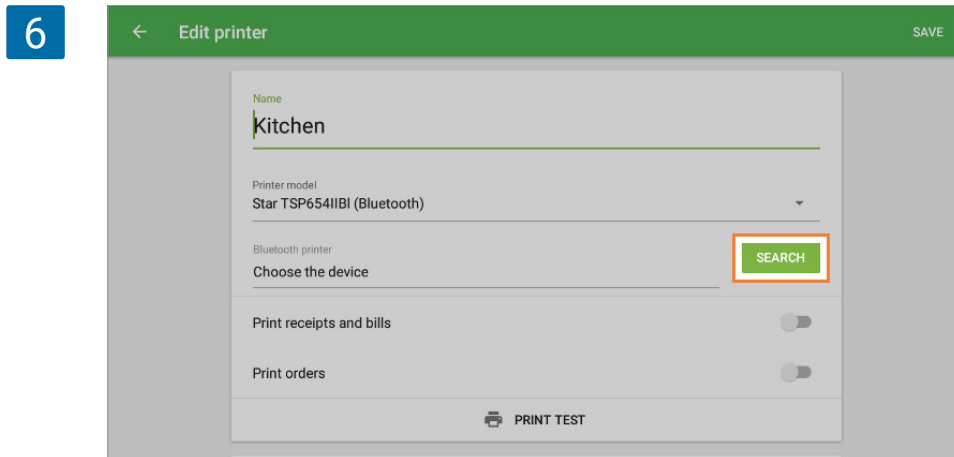 6
Edit printer SAVE
Name
Kitchen
Printer model
Star TSP654IIBI (Bluetooth)
Bluetooth printer
Choose the device
SEARCH
Print receipts and bills
Print orders
PRINT TEST